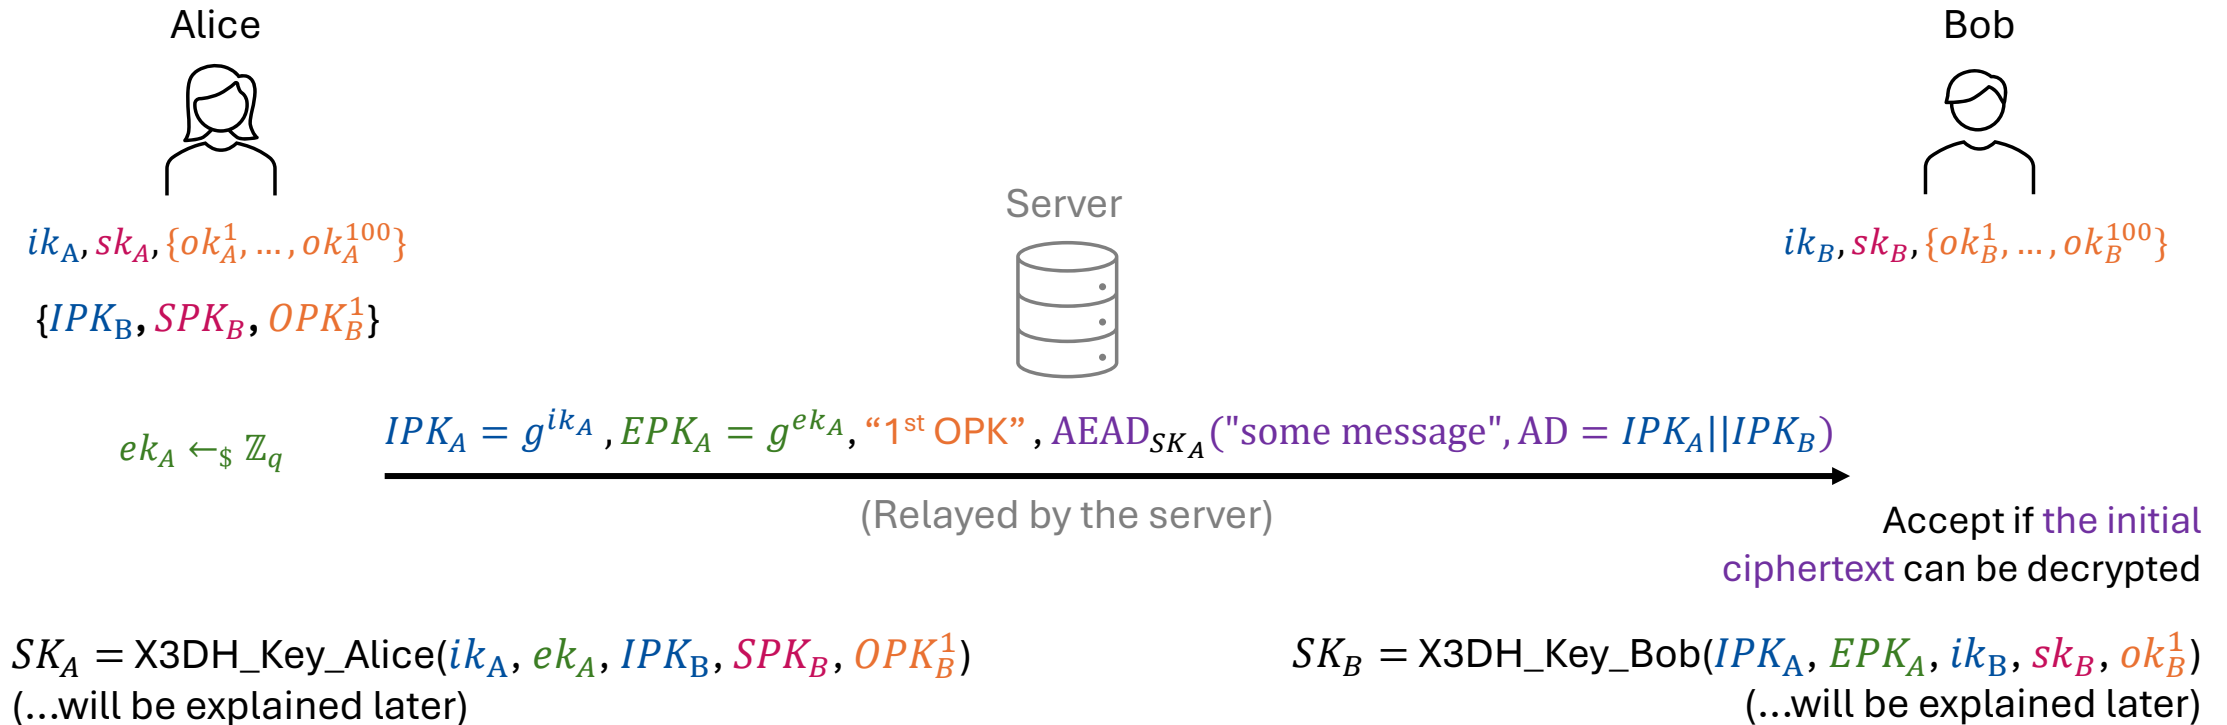 Alice
Bob
Server
ik_A, sk_A, {ok_A^1, ..., ok_A^100}
ik_B, sk_B, {ok_B^1, ..., ok_B^100}
{IPK_B, SPK_B, OPK_B^1}
ek_A ←_$ ℤ_q
IPK_A = g^{ik_A} , EPK_A = g^{ek_A}, “1st OPK” , AEAD_{SK_A}("some message", AD = IPK_A||IPK_B)
(Relayed by the server)
Accept if the initial
ciphertext can be decrypted
SK_A = X3DH_Key_Alice(ik_A, ek_A, IPK_B, SPK_B, OPK_B^1)
(...will be explained later)
SK_B = X3DH_Key_Bob(IPK_A, EPK_A, ik_B, sk_B, ok_B^1)
(...will be explained later)